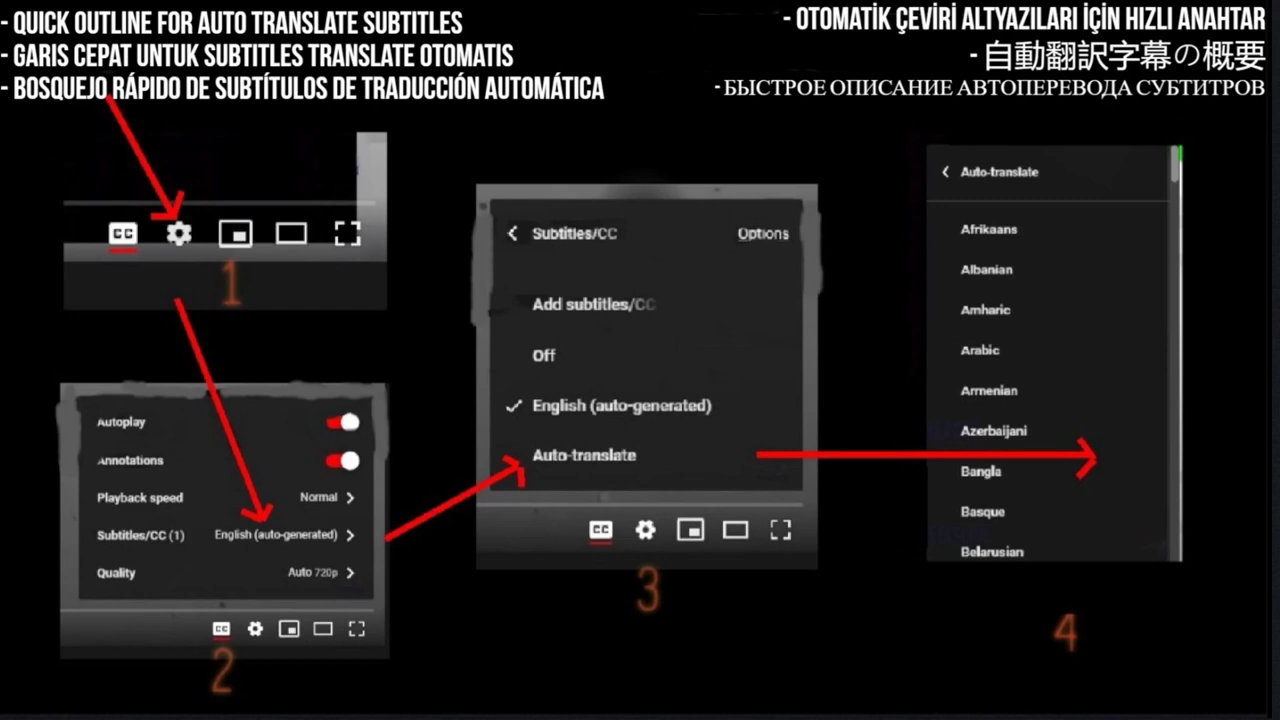 - QUICK OUTLINE FOR AUTO TRANSLATE SUBTITLES
- GARIS CEPAT UNTUK SUBTITLES TRANSLATE OTOMATIS
- BOSQUEJO RÁPIDO DE SUBTÍTULOS DE TRADUCCIÓN AUTOMÁTICA
- OTOMATİK ÇEVİRİ ALTYAZILARI İÇİN HIZLI ANAHTAR
- 自動翻訳字幕の概要
- БЫСТРОЕ ОПИСАНИЕ АВТОПЕРЕВОДА СУБТИТРОВ
CC
1
Autoplay
Annotations
Playback speed Normal
Subtitles/CC (1) English (auto-generated)
Quality Auto 720p
CC
2
Subtitles/CC Options
Add subtitles/CC
Off
English (auto-generated)
Auto-translate
CC
3
Auto-translate
Afrikaans
Albanian
Amharic
Arabic
Armenian
Azerbaijani
Bangla
Basque
Belarusian
4